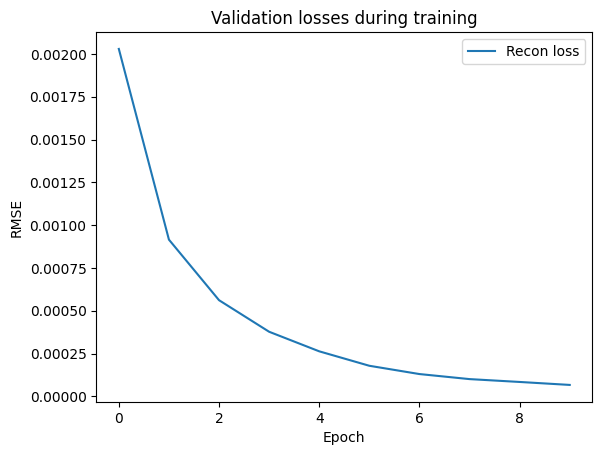 Validation losses during training
Recon loss
0.00200
0.00175
0.00150
0.00125
0.00100
0.00075
0.00050
0.00025
0.00000
RMSE
0 2 4 6 8
Epoch